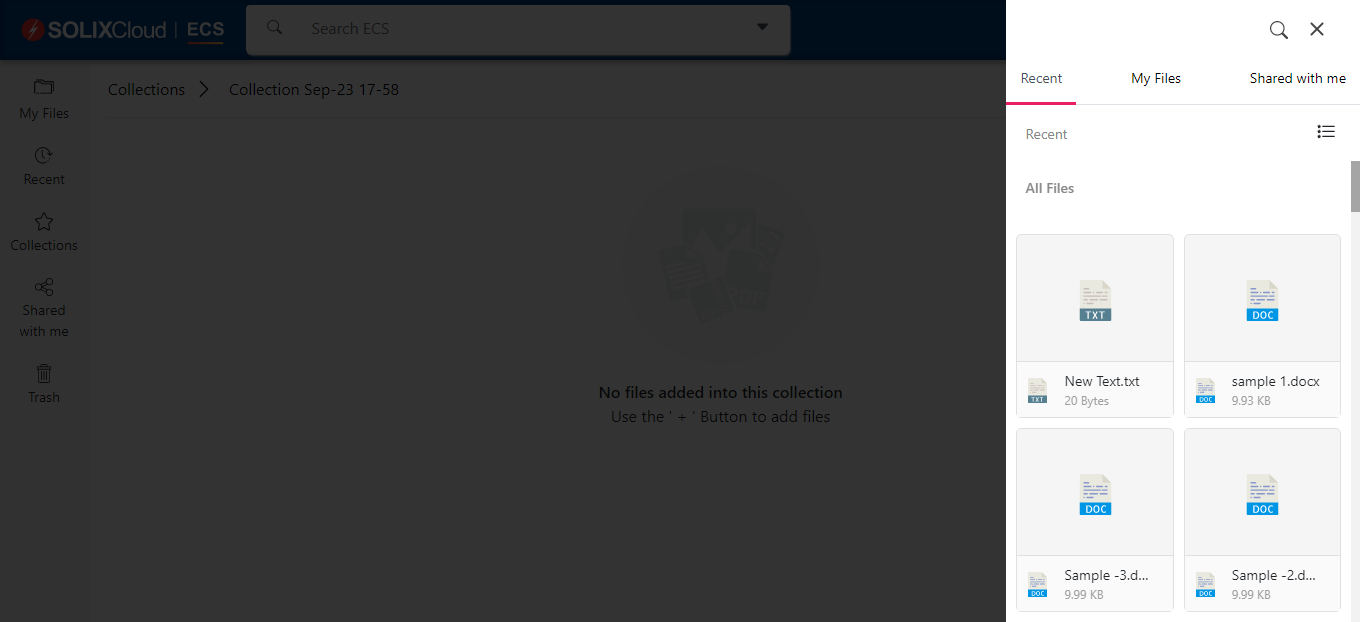 SOLIXCloud | ECS
Search ECS
My Files
Recent
Collections
Shared
with me
Trash
Collections
Collection Sep-23 17-58
No files added into this collection
Use the ' + ' Button to add files
Recent
My Files
Shared with me
Recent
All Files
TXT
DOC
TXT
New Text.txt
20 Bytes
DOC
sample 1.docx
9.93 KB
DOC
DOC
DOC
Sample -3.d...
9.99 KB
DOC
Sample -2.d...
9.99 KB